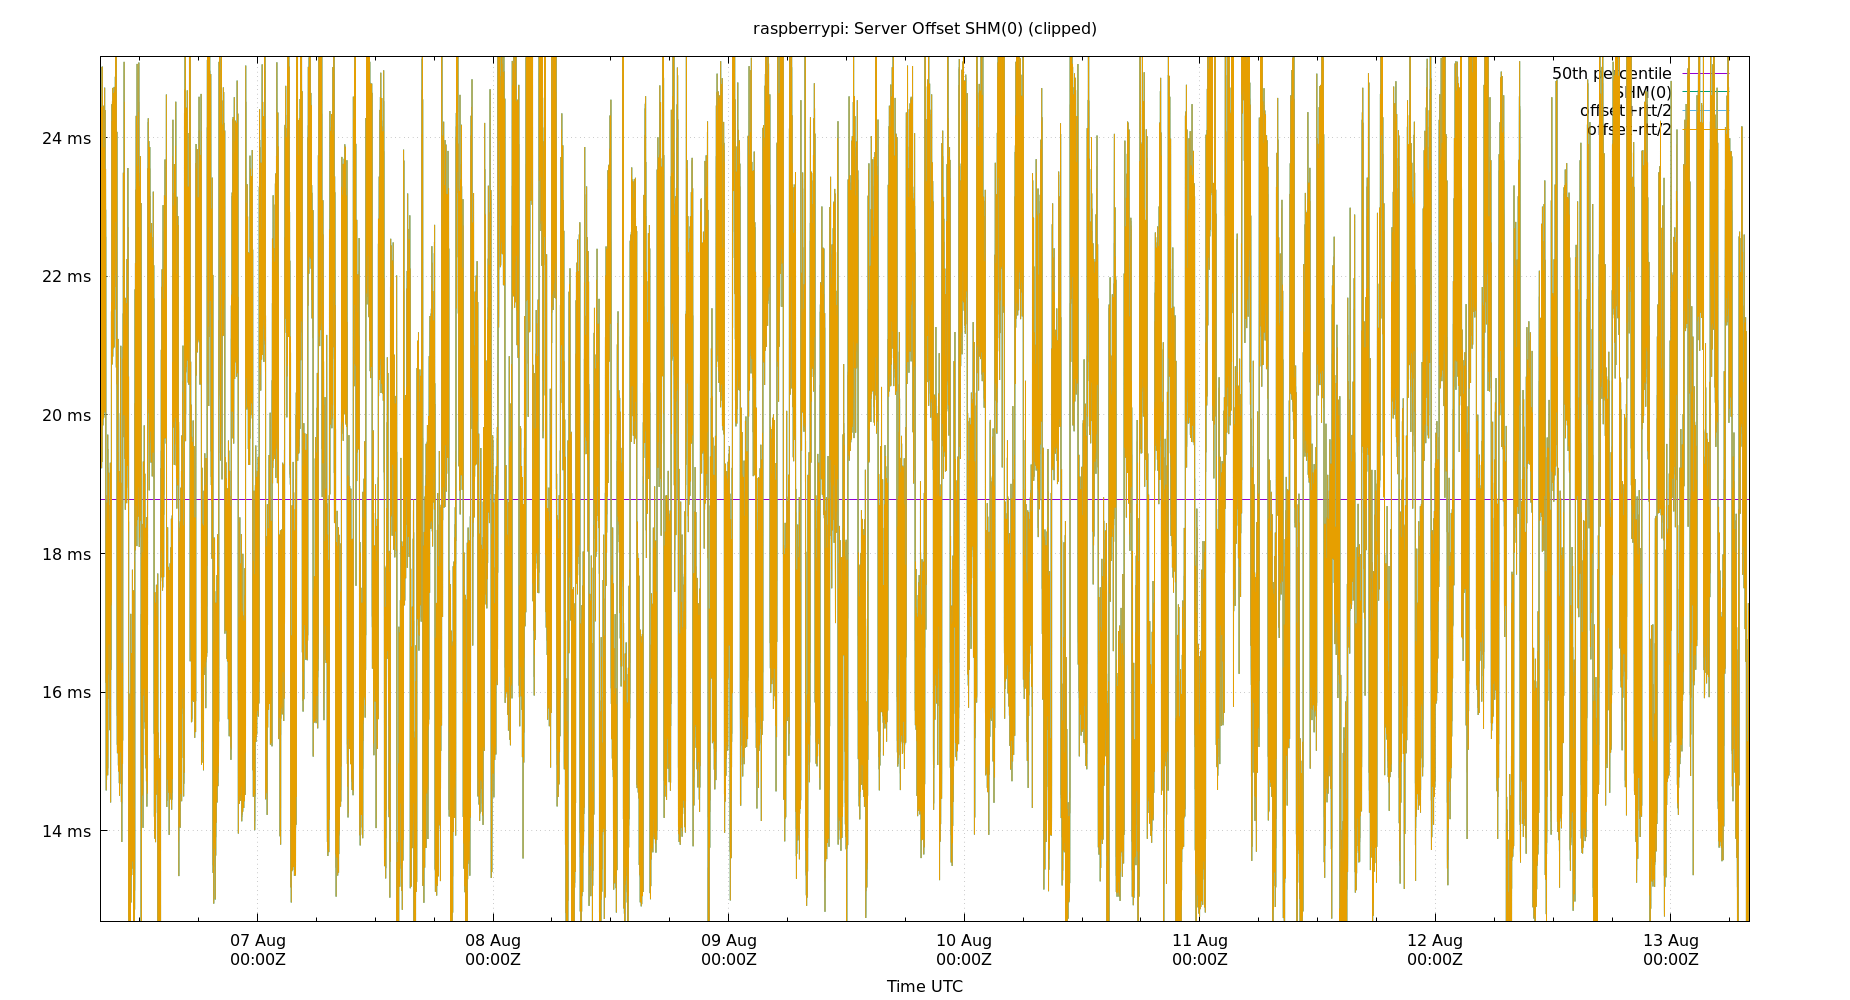 raspberrypi: Server Offset SHM(0) (clipped)
50th percentile
SHM(0)
offset+rtt/2
offset-rtt/2
24 ms
22 ms
20 ms
18 ms
16 ms
14 ms
07 Aug 08 Aug 09 Aug 10 Aug 11 Aug 12 Aug 13 Aug
00:00Z 00:00Z 00:00Z 00:00Z 00:00Z 00:00Z 00:00Z
Time UTC